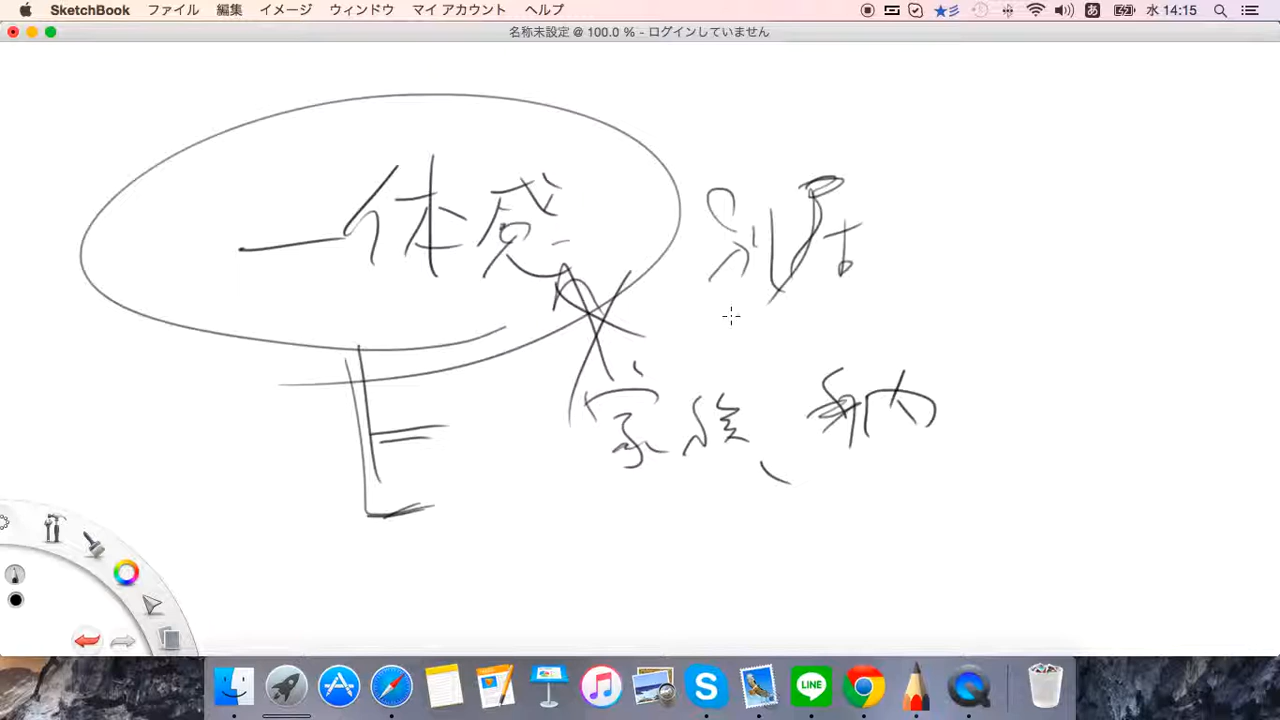 SketchBook ファイル 編集 イメージ ウィンドウ マイ アカウント ヘルプ 水 14:15
名称未設定 @ 100.0 % - ログインしていません
一体感 別居
家族、
LINE